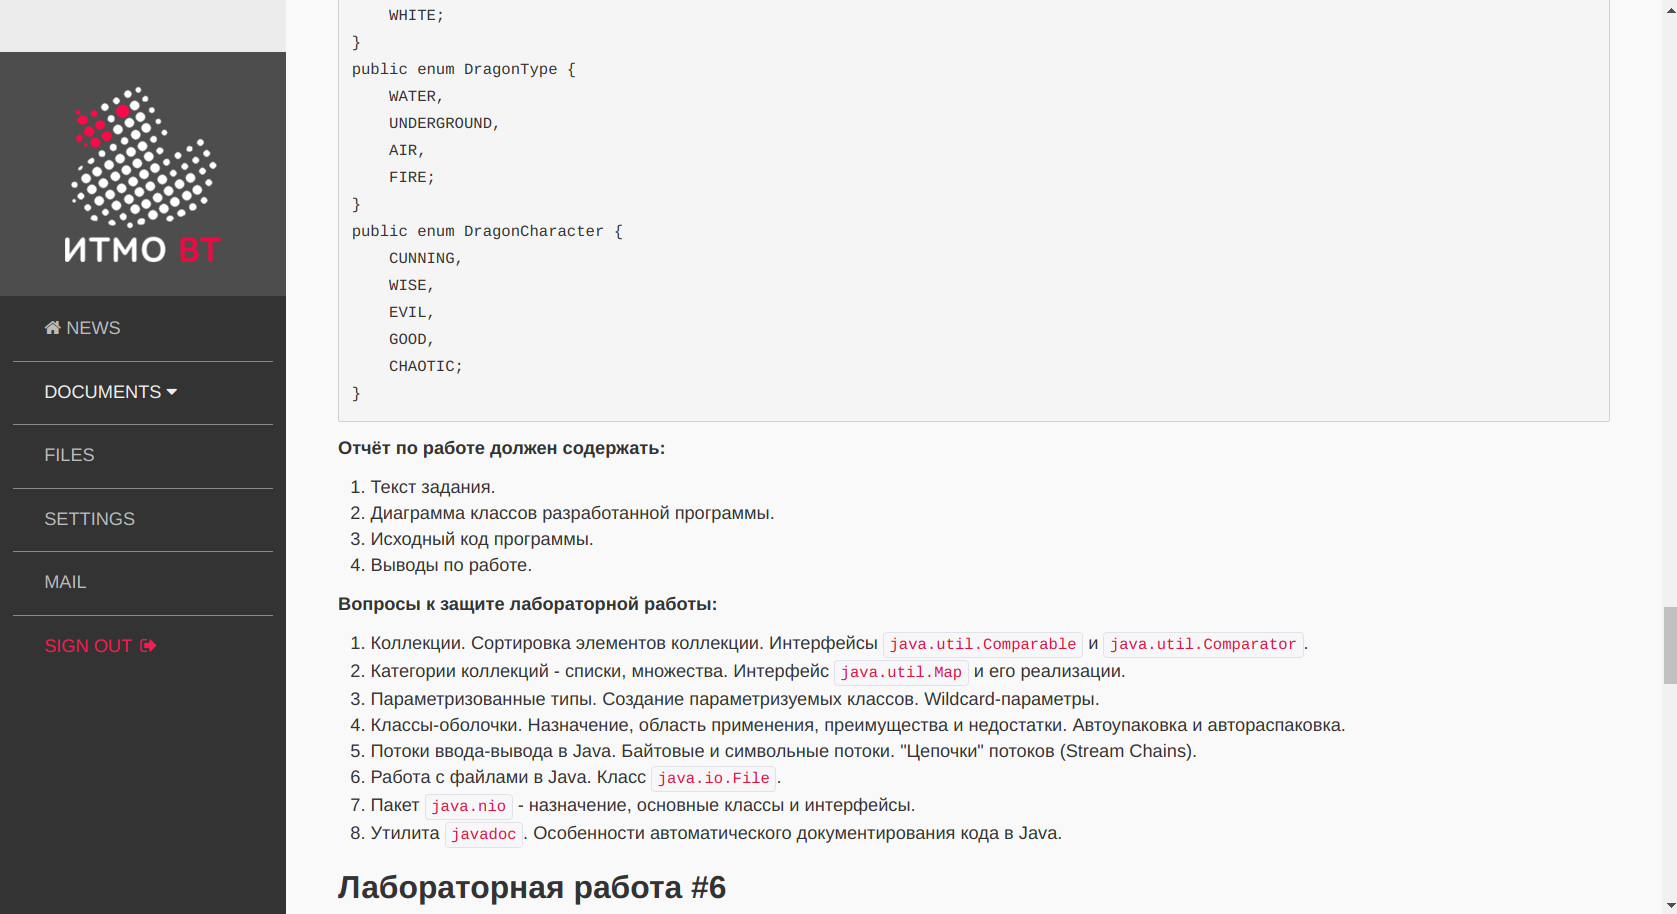 ИТМО ВТ
NEWS
DOCUMENTS
FILES
SETTINGS
MAIL
SIGN OUT
WHITE;
}
public enum DragonType {
WATER,
UNDERGROUND,
AIR,
FIRE;
}
public enum DragonCharacter {
CUNNING,
WISE,
EVIL,
GOOD,
CHAOTIC;
}
Отчёт по работе должен содержать:
1. Текст задания.
2. Диаграмма классов разработанной программы.
3. Исходный код программы.
4. Выводы по работе.
Вопросы к защите лабораторной работы:
1. Коллекции. Сортировка элементов коллекции. Интерфейсы java.util.Comparable и java.util.Comparator.
2. Категории коллекций - списки, множества. Интерфейс java.util.Map и его реализации.
3. Параметризованные типы. Создание параметризуемых классов. Wildcard-параметры.
4. Классы-оболочки. Назначение, область применения, преимущества и недостатки. Автоупаковка и автораспаковка.
5. Потоки ввода-вывода в Java. Байтовые и символьные потоки. "Цепочки" потоков (Stream Chains).
6. Работа с файлами в Java. Класс java.io.File.
7. Пакет java.nio - назначение, основные классы и интерфейсы.
8. Утилита javadoc. Особенности автоматического документирования кода в Java.
Лабораторная работа #6